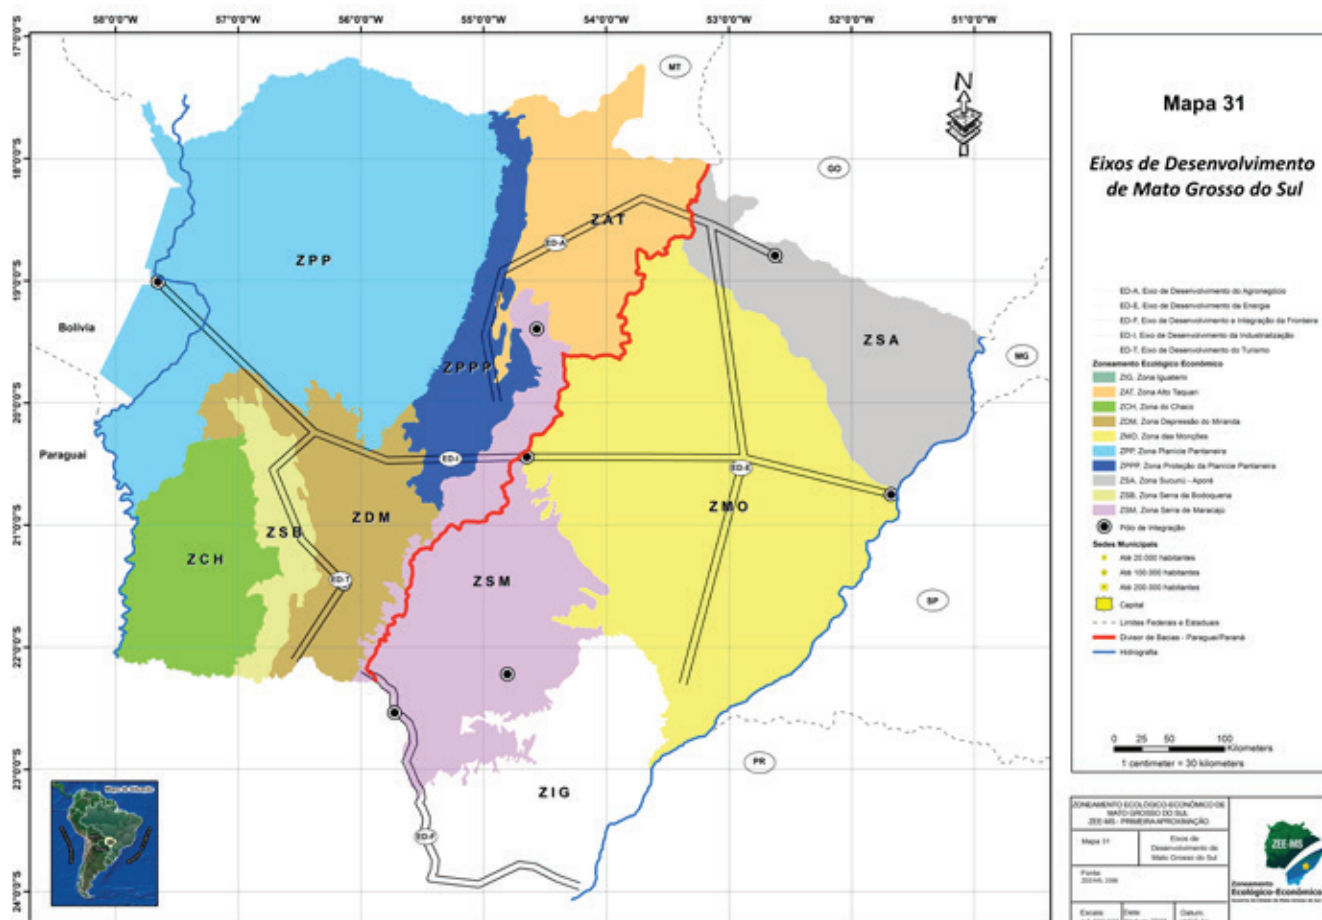 58°0'0"W 57°0'0"W 56°0'0"W 55°0'0"W 54°0'0"W 53°0'0"W 52°0'0"W 51°0'0"W
17°0'0"S
18°0'0"S
19°0'0"S
20°0'0"S
21°0'0"S
22°0'0"S
23°0'0"S
24°0'0"S
MT
N
GO
ZAT
ED-A
ZPP
Bolívia
ZSA
MG
ZPPP
Paraguai
ED-I
ED-E
ZMO
ZDM
ZSB
ZCH
ED-T
ZSM
SP
PR
ZIG
ED-F
Mapa de Situação
Mapa 31
Eixos de Desenvolvimento
de Mato Grosso do Sul
ED-A, Eixo de Desenvolvimento do Agronegócio
ED-E, Eixo de Desenvolvimento de Energia
ED-F, Eixo de Desenvolvimento e Integração da Fronteira
ED-I, Eixo de Desenvolvimento da Industrialização
ED-T, Eixo de Desenvolvimento do Turismo
Zoneamento Ecológico Econômico
ZIG, Zona Iguatemi
ZAT, Zona Alto Taquari
ZCH, Zona do Chaco
ZDM, Zona Depressão do Miranda
ZMO, Zona das Monções
ZPP, Zona Planície Pantaneira
ZPPP, Zona Proteção da Planície Pantaneira
ZSA, Zona Sucuriú - Aporé
ZSB, Zona Serra da Bodoquena
ZSM, Zona Serra de Maracaju
Pólo de Integração
Sedes Municipais
Até 20.000 habitantes
Até 100.000 habitantes
Até 200.000 habitantes
Capital
Limites Federais e Estaduais
Divisor de Bacias - Paraguai/Paraná
Hidrografia
0 25 50 100
Kilometers
1 centimeter = 30 kilometers
ZONEAMENTO ECOLÓGICO-ECONÔMICO DE
MATO GROSSO DO SUL
ZEE-MS - PRIMEIRA APROXIMAÇÃO
Mapa 31
Eixos de
Desenvolvimento de
Mato Grosso do Sul
Fonte:
Escala:
Date:
Datum:
ZEE-MS
Zoneamento
Ecológico-Econômico